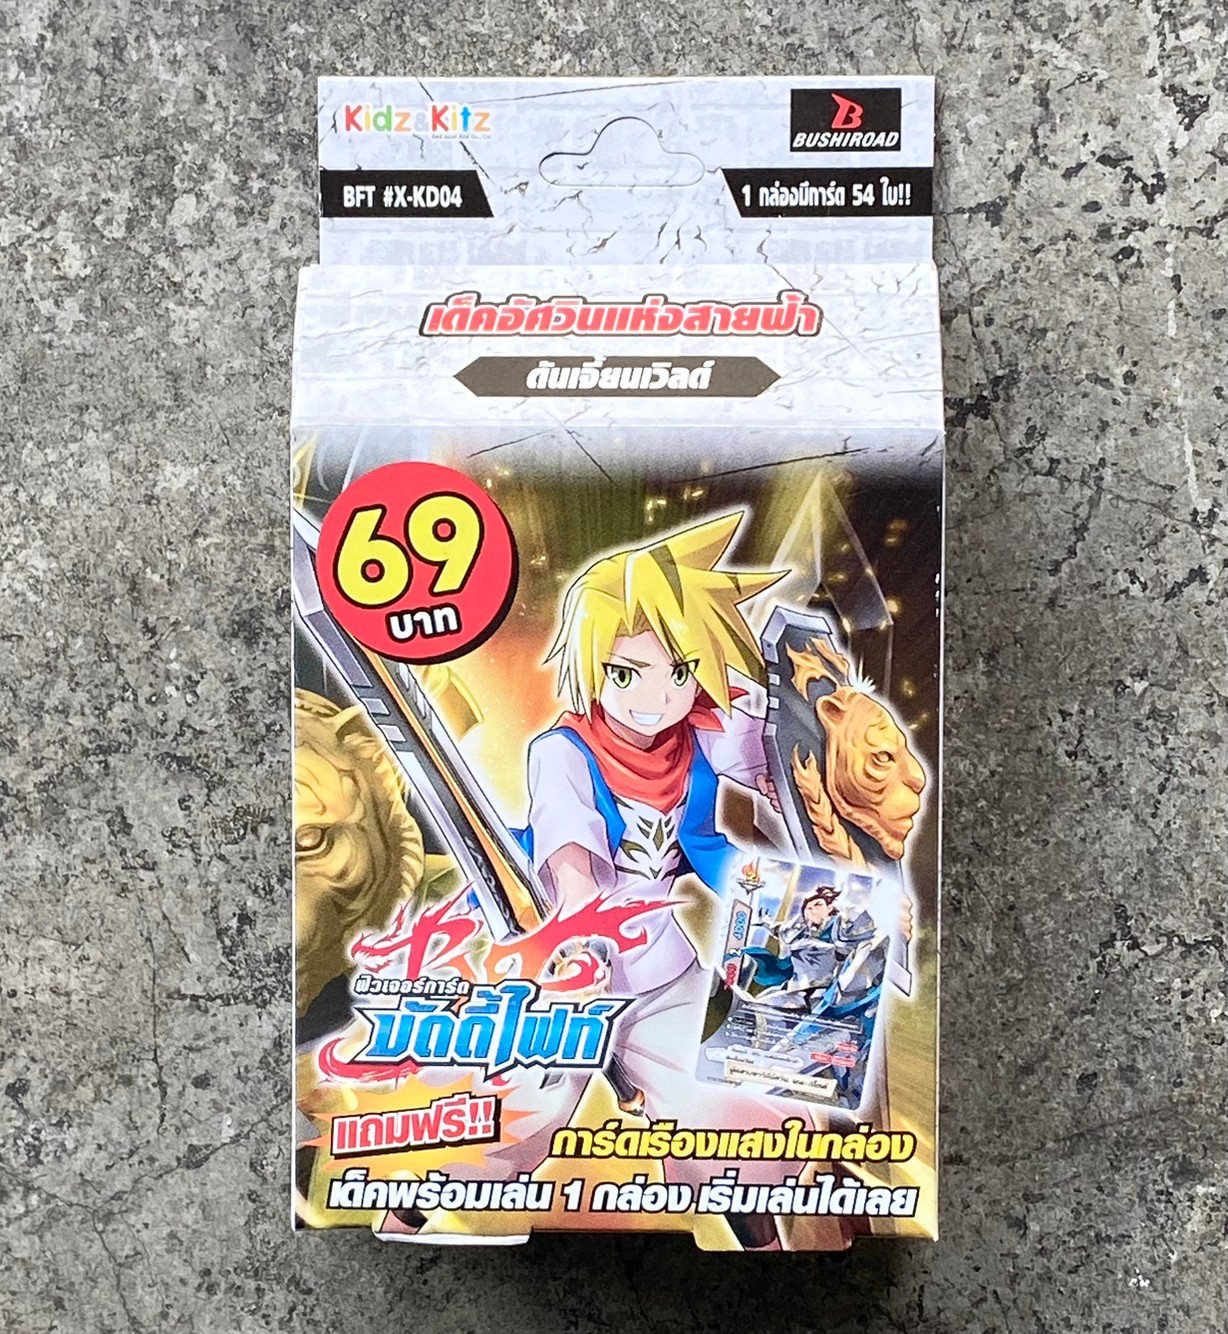 Kidz&Kitz
BUSHIROAD
BFT #X-KD04
1 กล่องมีการ์ด 54 ใบ!!
เด็คอัศวินแห่งสายฟ้า
ดันเจี้ยนเวิลด์
69
บาท
4000
ฟิวเจอร์การ์ด
บัดดี้ไฟท์
แถมฟรี!!
การ์ดเรืองแสงในกล่อง
เด็คพร้อมเล่น 1 กล่อง เริ่มเล่นได้เลย